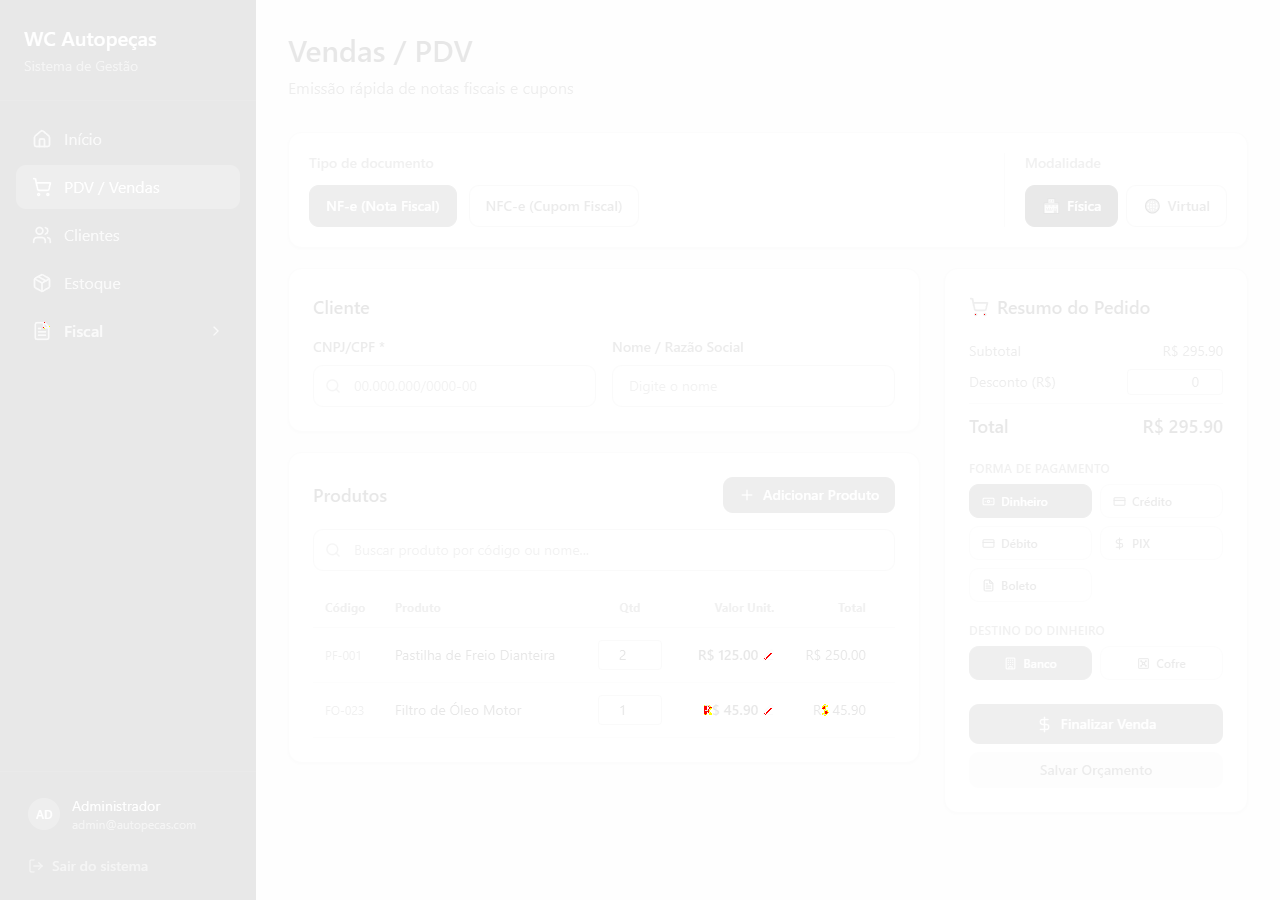 WC Autopeças
Sistema de Gestão
Início
PDV / Vendas
Clientes
Estoque
Fiscal
AD
Administrador
admin@autopecas.com
Sair do sistema
Vendas / PDV
Emissão rápida de notas fiscais e cupons
Tipo de documento
NF-e (Nota Fiscal) NFC-e (Cupom Fiscal)
Modalidade
Física Virtual
Cliente
CNPJ/CPF * Nome / Razão Social
00.000.000/0000-00 Digite o nome
Produtos
Adicionar Produto
Buscar produto por código ou nome...
Código Produto Qtd Valor Unit. Total
PF-001 Pastilha de Freio Dianteira 2 R$ 125.00 R$ 250.00
FO-023 Filtro de Óleo Motor 1 R$ 45.90 R$ 45.90
Resumo do Pedido
Subtotal R$ 295.90
Desconto (R$) 0
Total R$ 295.90
FORMA DE PAGAMENTO
Dinheiro Crédito
Débito PIX
Boleto
DESTINO DO DINHEIRO
Banco Cofre
Finalizar Venda
Salvar Orçamento